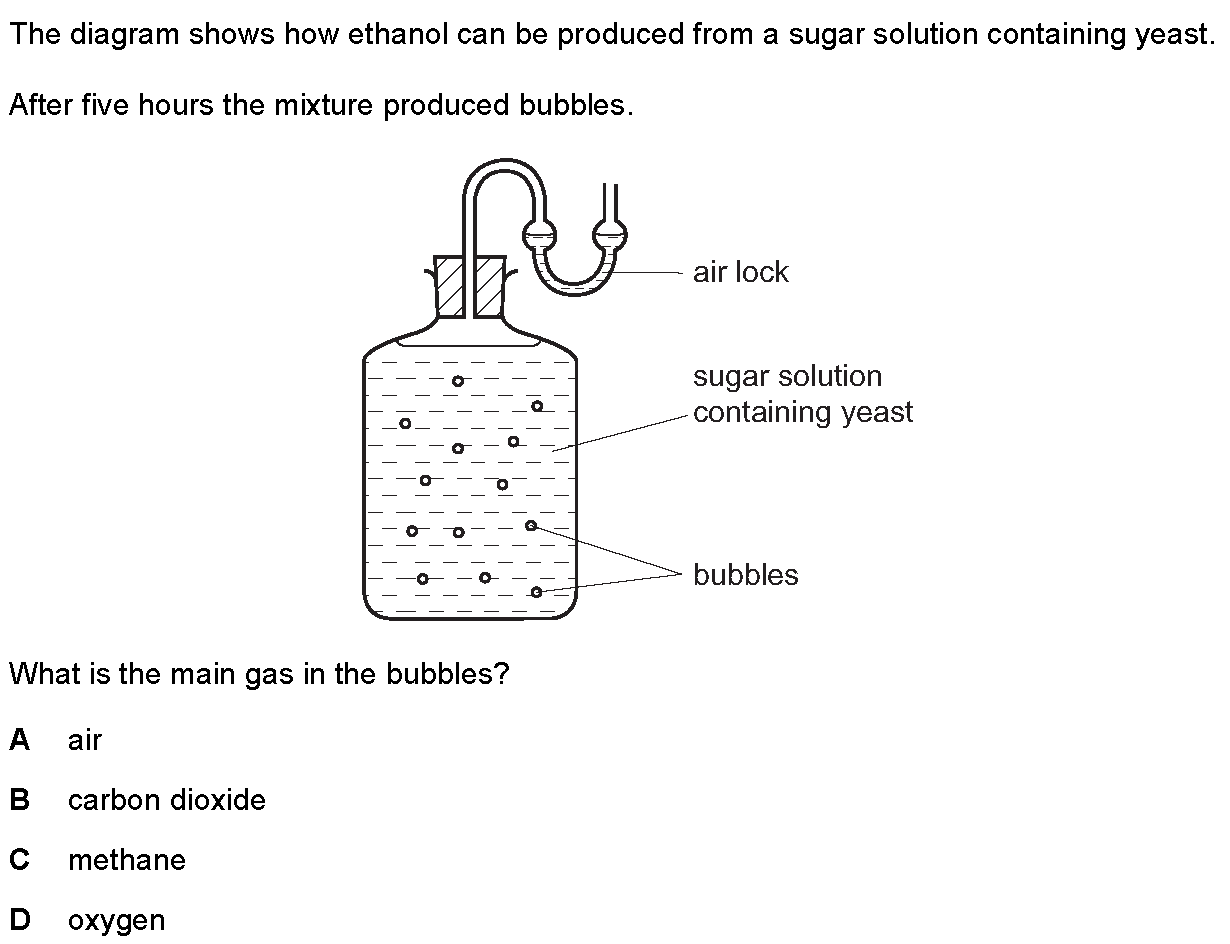 The diagram shows how ethanol can be produced from a sugar solution containing yeast.
After five hours the mixture produced bubbles.
air lock
sugar solution
containing yeast
bubbles
What is the main gas in the bubbles?
A air
B carbon dioxide
C methane
D oxygen